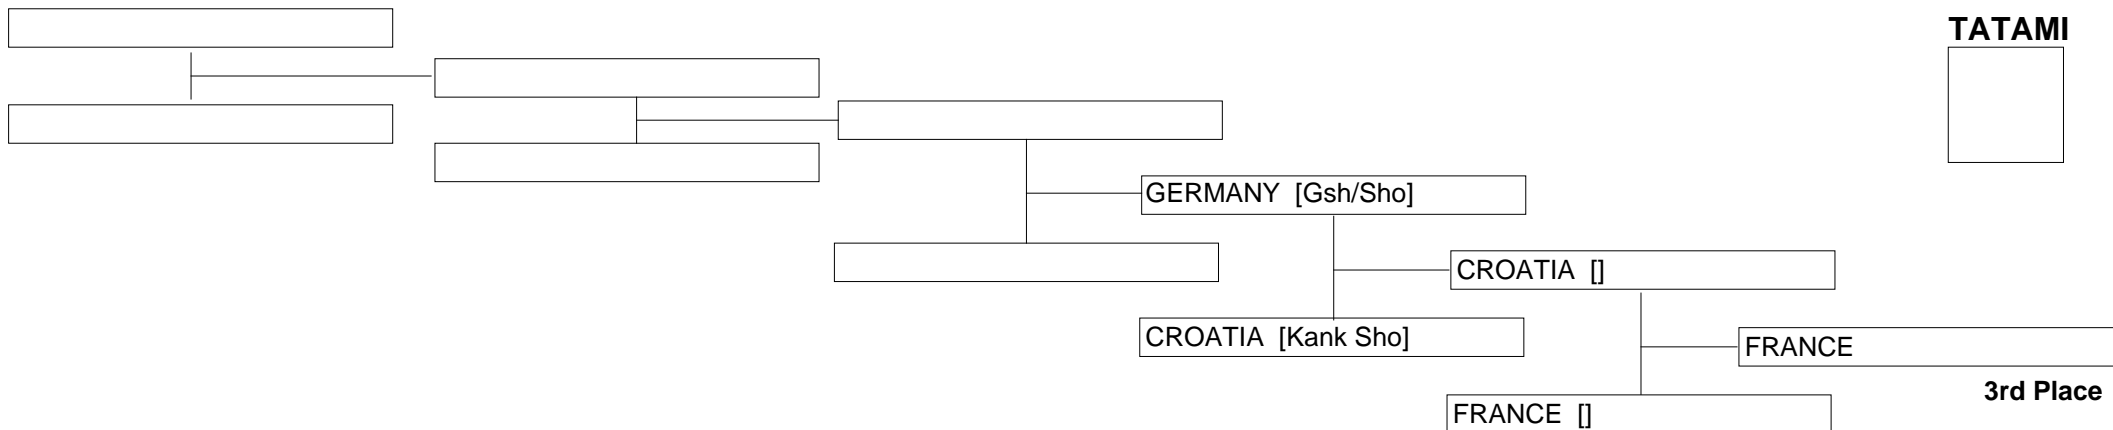 TATAMI
GERMANY [Gsh/Sho]
CROATIA []
CROATIA [Kank Sho]
FRANCE
3rd Place
FRANCE []